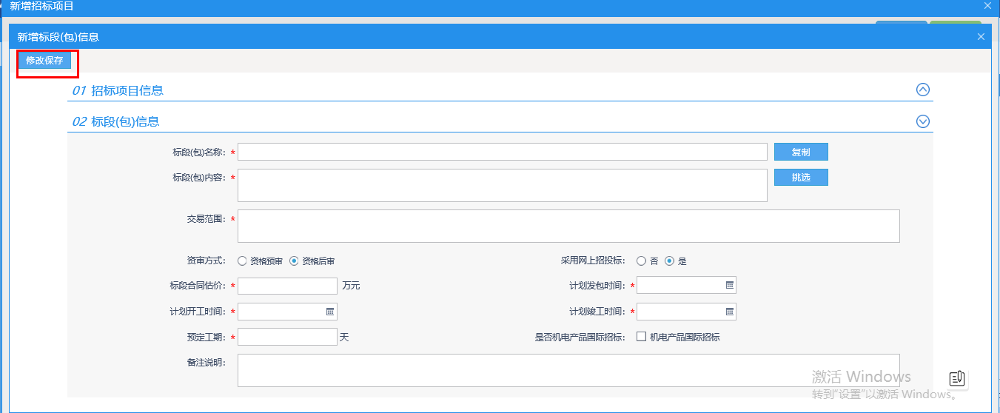 新增招标项目
新增标段(包)信息
修改保存
01 招标项目信息
02 标段(包)信息
标段(包)名称： * 复制
标段(包)内容： * 挑选
交易范围： *
资审方式： 资格预审 资格后审 采用网上招投标： 否 是
标段合同估价： * 万元 计划发包时间： *
计划开工时间： * 计划竣工时间： *
预定工期： * 天 是否机电产品国际招标： 机电产品国际招标
备注说明：
激活 Windows
转到“设置”以激活 Windows。